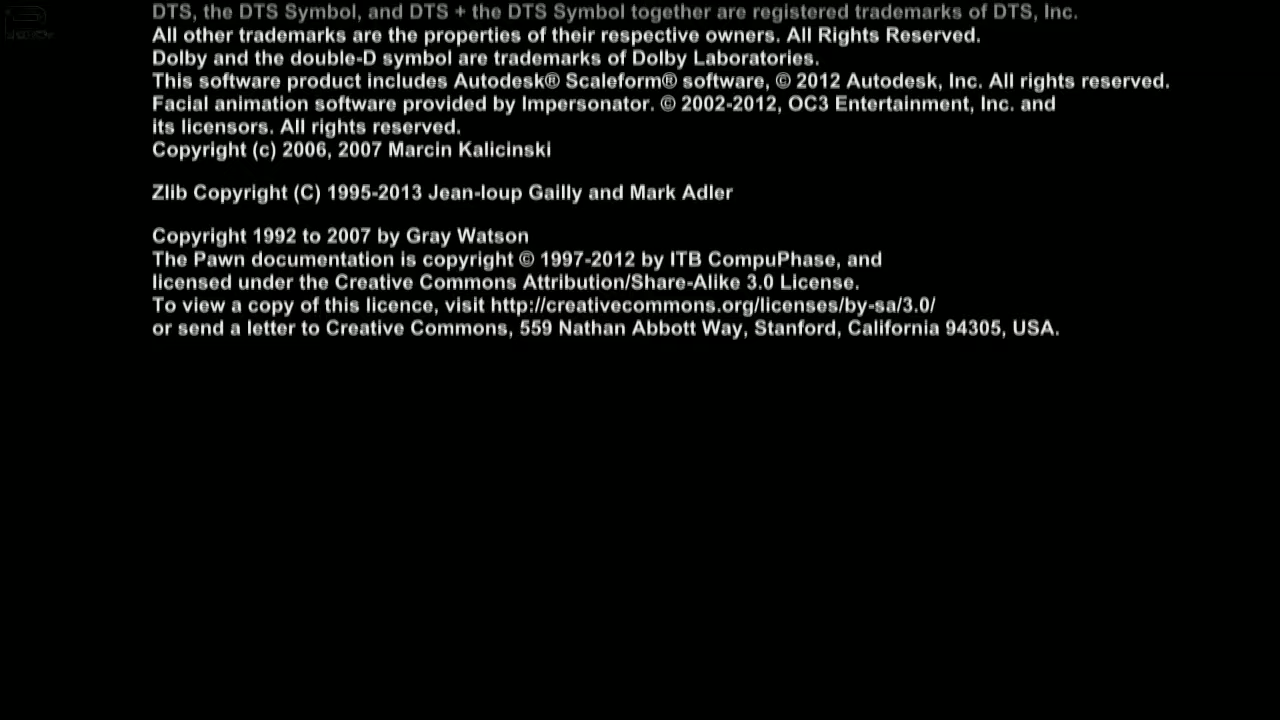 DTS, the DTS Symbol, and DTS + the DTS Symbol together are registered trademarks of DTS, Inc.
All other trademarks are the properties of their respective owners. All Rights Reserved.
Dolby and the double-D symbol are trademarks of Dolby Laboratories.
This software product includes Autodesk® Scaleform® software, © 2012 Autodesk, Inc. All rights reserved.
Facial animation software provided by Impersonator. © 2002-2012, OC3 Entertainment, Inc. and
its licensors. All rights reserved.
Copyright (c) 2006, 2007 Marcin Kalicinski
Zlib Copyright (C) 1995-2013 Jean-loup Gailly and Mark Adler
Copyright 1992 to 2007 by Gray Watson
The Pawn documentation is copyright © 1997-2012 by ITB CompuPhase, and
licensed under the Creative Commons Attribution/Share-Alike 3.0 License.
To view a copy of this licence, visit http://creativecommons.org/licenses/by-sa/3.0/
or send a letter to Creative Commons, 559 Nathan Abbott Way, Stanford, California 94305, USA.